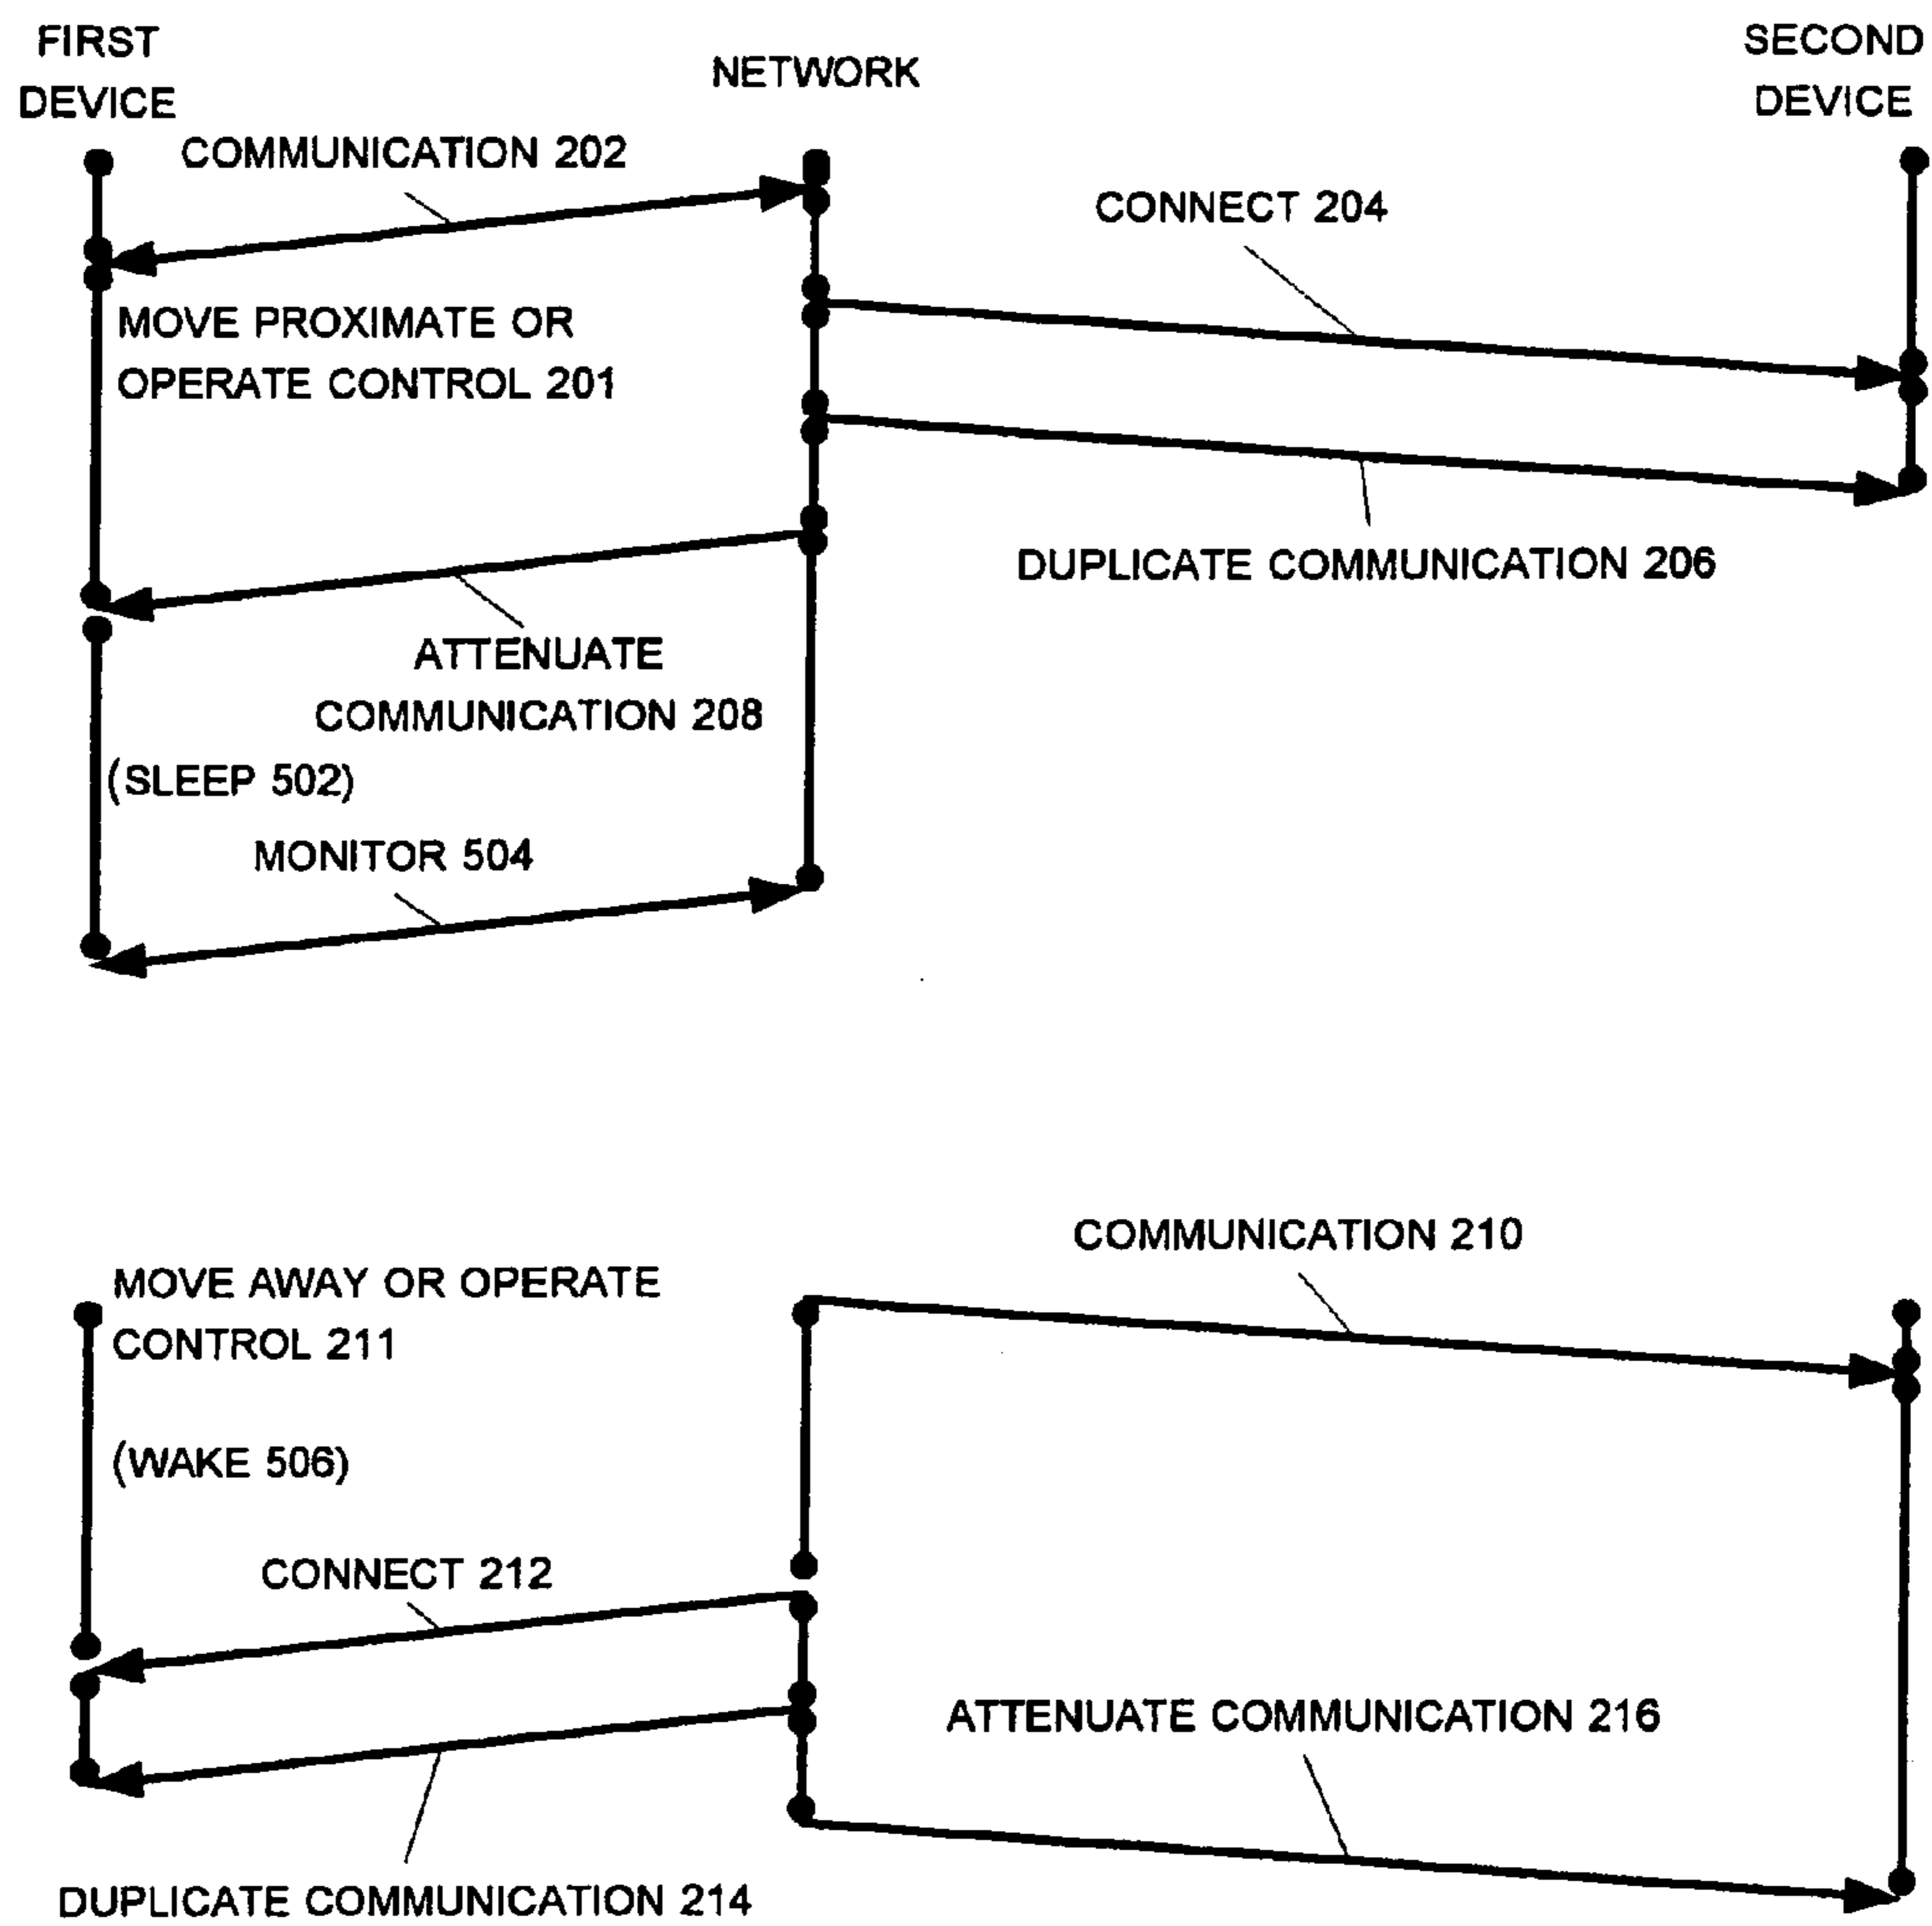 FIRST
DEVICE
NETWORK
SECOND
DEVICE
COMMUNICATION 202
CONNECT 204
MOVE PROXIMATE OR
OPERATE CONTROL 201
DUPLICATE COMMUNICATION 206
ATTENUATE
COMMUNICATION 208
(SLEEP 502)
MONITOR 504
COMMUNICATION 210
MOVE AWAY OR OPERATE
CONTROL 211
(WAKE 506)
CONNECT 212
ATTENUATE COMMUNICATION 216
DUPLICATE COMMUNICATION 214